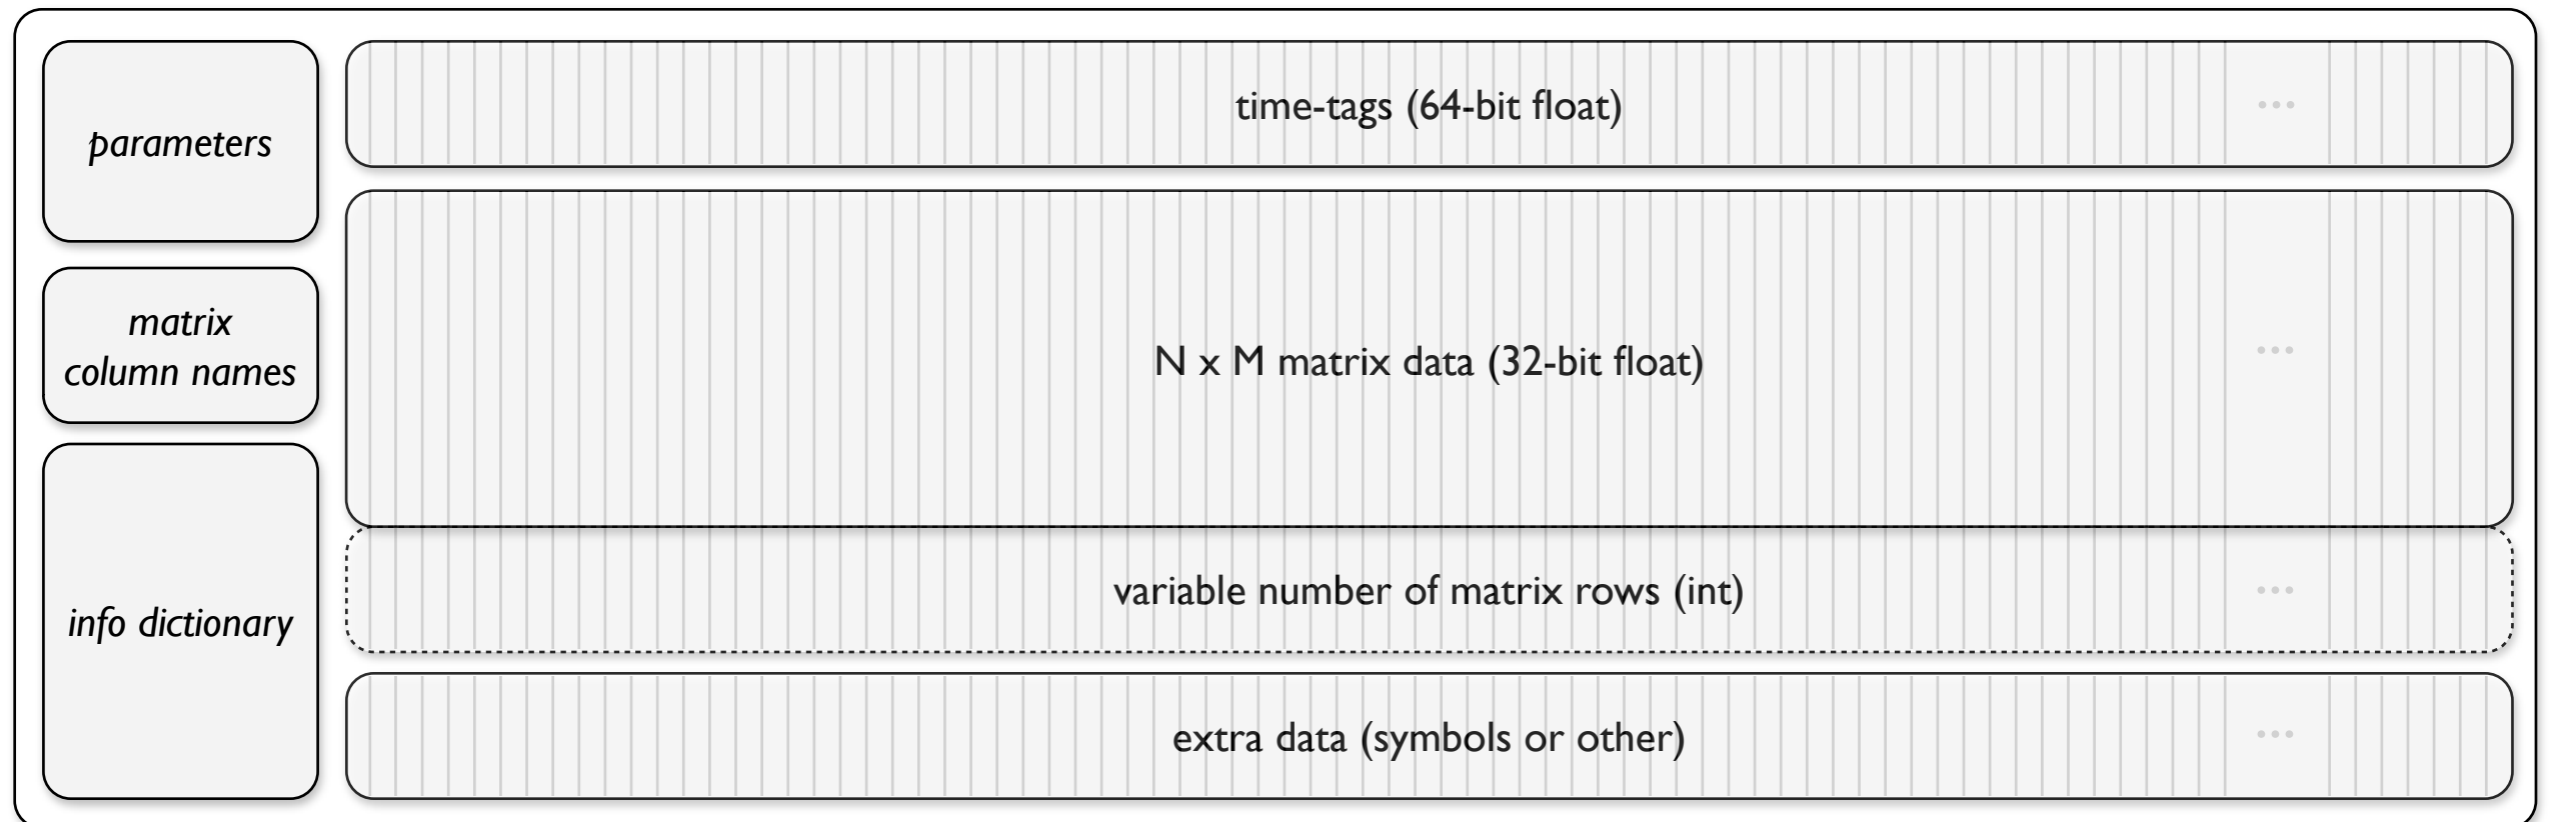 parameters
matrix
column names
info dictionary
time-tags (64-bit float)
...
N x M matrix data (32-bit float)
...
variable number of matrix rows (int)
...
extra data (symbols or other)
...